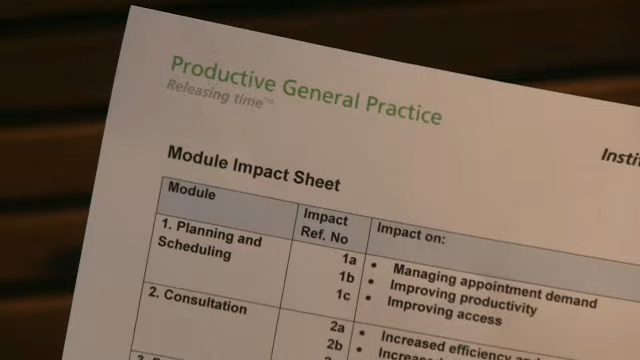 Productive General Practice
Releasing time™
Module Impact Sheet
Module
Impact Ref. No
Impact on:
1. Planning and Scheduling
1a
• Managing appointment demand
1b
• Improving productivity
1c
• Improving access
2. Consultation
2a
• Increased efficiency
2b
•